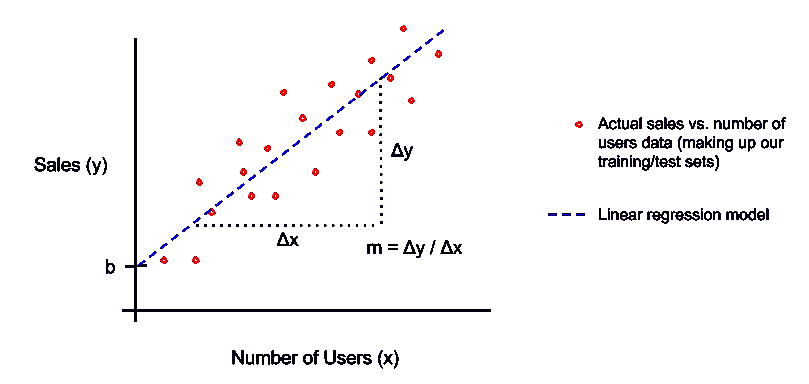 Sales (y)
Δy
Δx
m = Δy / Δx
b
Number of Users (x)
Actual sales vs. number of
users data (making up our
training/test sets)
Linear regression model